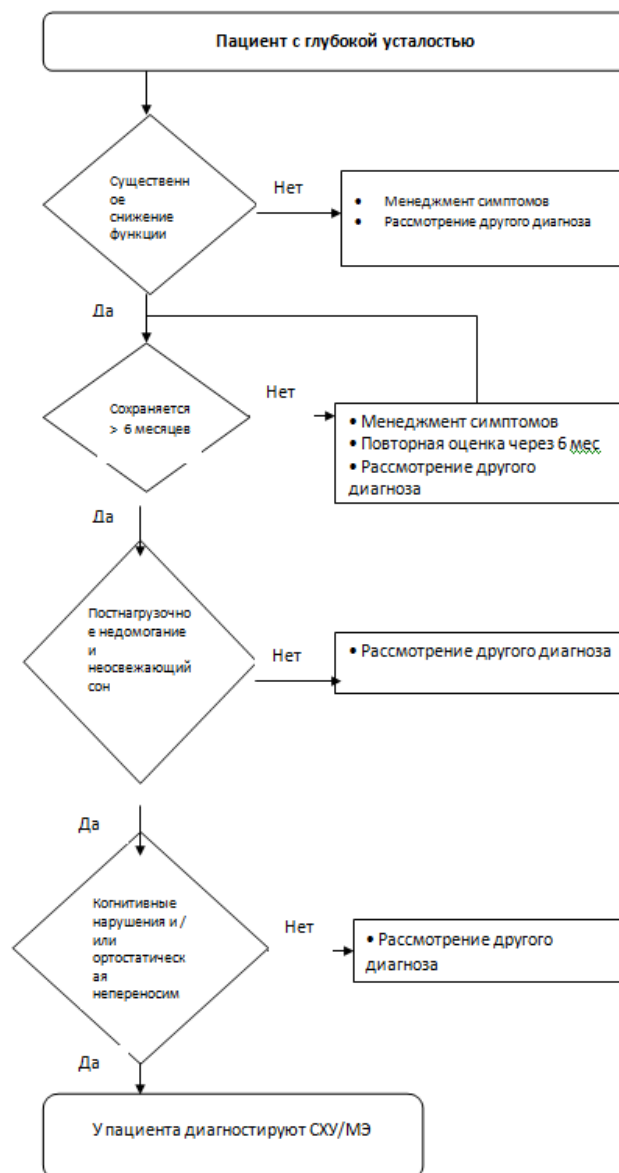 Пациент с глубокой усталостью
Существенн
ое
снижение
функции
Нет
• Менеджмент симптомов
• Рассмотрение другого диагноза
Да
Сохраняется
> 6 месяцев
Нет
• Менеджмент симптомов
• Повторная оценка через 6 мес
• Рассмотрение другого
диагноза
Да
Постнагрузочно
е недомогание
и
неосвежающий
сон
Нет
• Рассмотрение другого диагноза
Да
Когнитивные
нарушения и /
или
ортостатическ
ая
непереносим
Нет
• Рассмотрение другого
диагноза
Да
У пациента диагностируют СХУ/МЭ